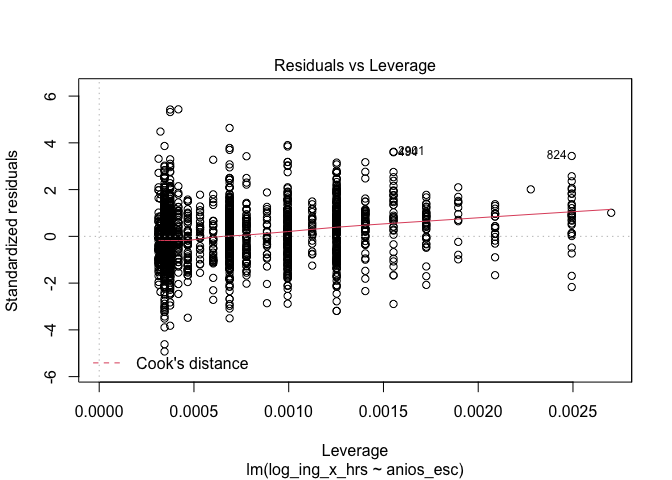 Residuals vs Leverage
Standardized residuals
6
4
2
0
-2
-4
-6
824
Cook's distance
0.0000 0.0005 0.0010 0.0015 0.0020 0.0025
Leverage
lm(log_ing_x_hrs ~ anios_esc)